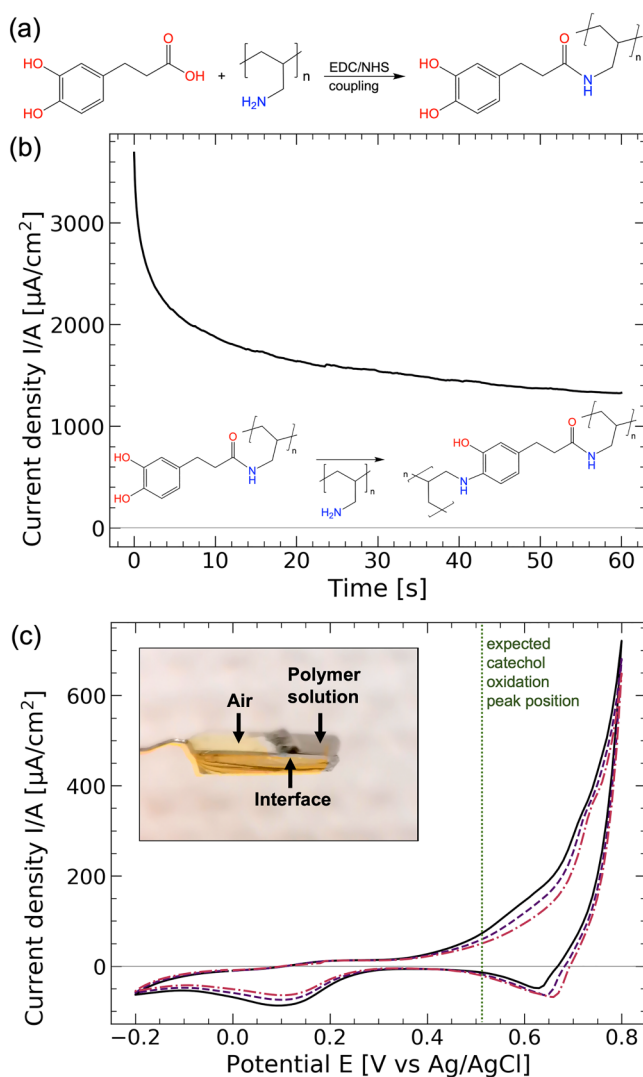 (a)
O
HO
OH
HO
+
n
H₂N
EDC/NHS
coupling
n
O
HO
N
H
HO
(b)
Current density I/A [µA/cm²]
3000
2000
1000
0
n
O
HO
N
H
HO
n
H₂N
n
O
HO
N
H
n
N
H
0 10 20 30 40 50 60
Time [s]
(c)
Current density I/A [µA/cm²]
600
400
200
0
Polymer
solution
Air
Interface
expected
catechol
oxidation
peak position
−0.2 0.0 0.2 0.4 0.6 0.8
Potential E [V vs Ag/AgCl]